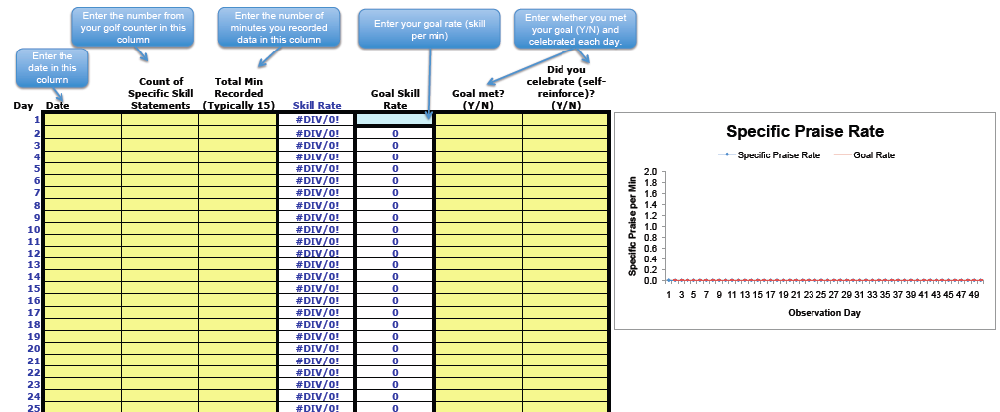 Enter the number from
your golf counter in this
column
Enter the number of
minutes you recorded
data in this column
Enter your goal rate (skill
per min)
Enter whether you met
your goal (Y/N) and
celebrated each day.
Enter the
date in this
column
Day
Date
Count of
Specific Skill
Statements
Total Min
Recorded
(Typically 15)
Skill Rate
Goal Skill
Rate
Goal met?
(Y/N)
Did you
celebrate (self-
reinforce)?
(Y/N)
1 #DIV/0!
2 #DIV/0! 0
3 #DIV/0! 0
4 #DIV/0! 0
5 #DIV/0! 0
6 #DIV/0! 0
7 #DIV/0! 0
8 #DIV/0! 0
9 #DIV/0! 0
10 #DIV/0! 0
11 #DIV/0! 0
12 #DIV/0! 0
13 #DIV/0! 0
14 #DIV/0! 0
15 #DIV/0! 0
16 #DIV/0! 0
17 #DIV/0! 0
18 #DIV/0! 0
19 #DIV/0! 0
20 #DIV/0! 0
21 #DIV/0! 0
22 #DIV/0! 0
23 #DIV/0! 0
24 #DIV/0! 0
25 #DIV/0! 0
Specific Praise Rate
Specific Praise Rate Goal Rate
Specific Praise per Min
2.0
1.8
1.6
1.4
1.2
1.0
0.8
0.6
0.4
0.2
0.0
1 3 5 7 9 11 13 15 17 19 21 23 25 27 29 31 33 35 37 39 41 43 45 47 49
Observation Day